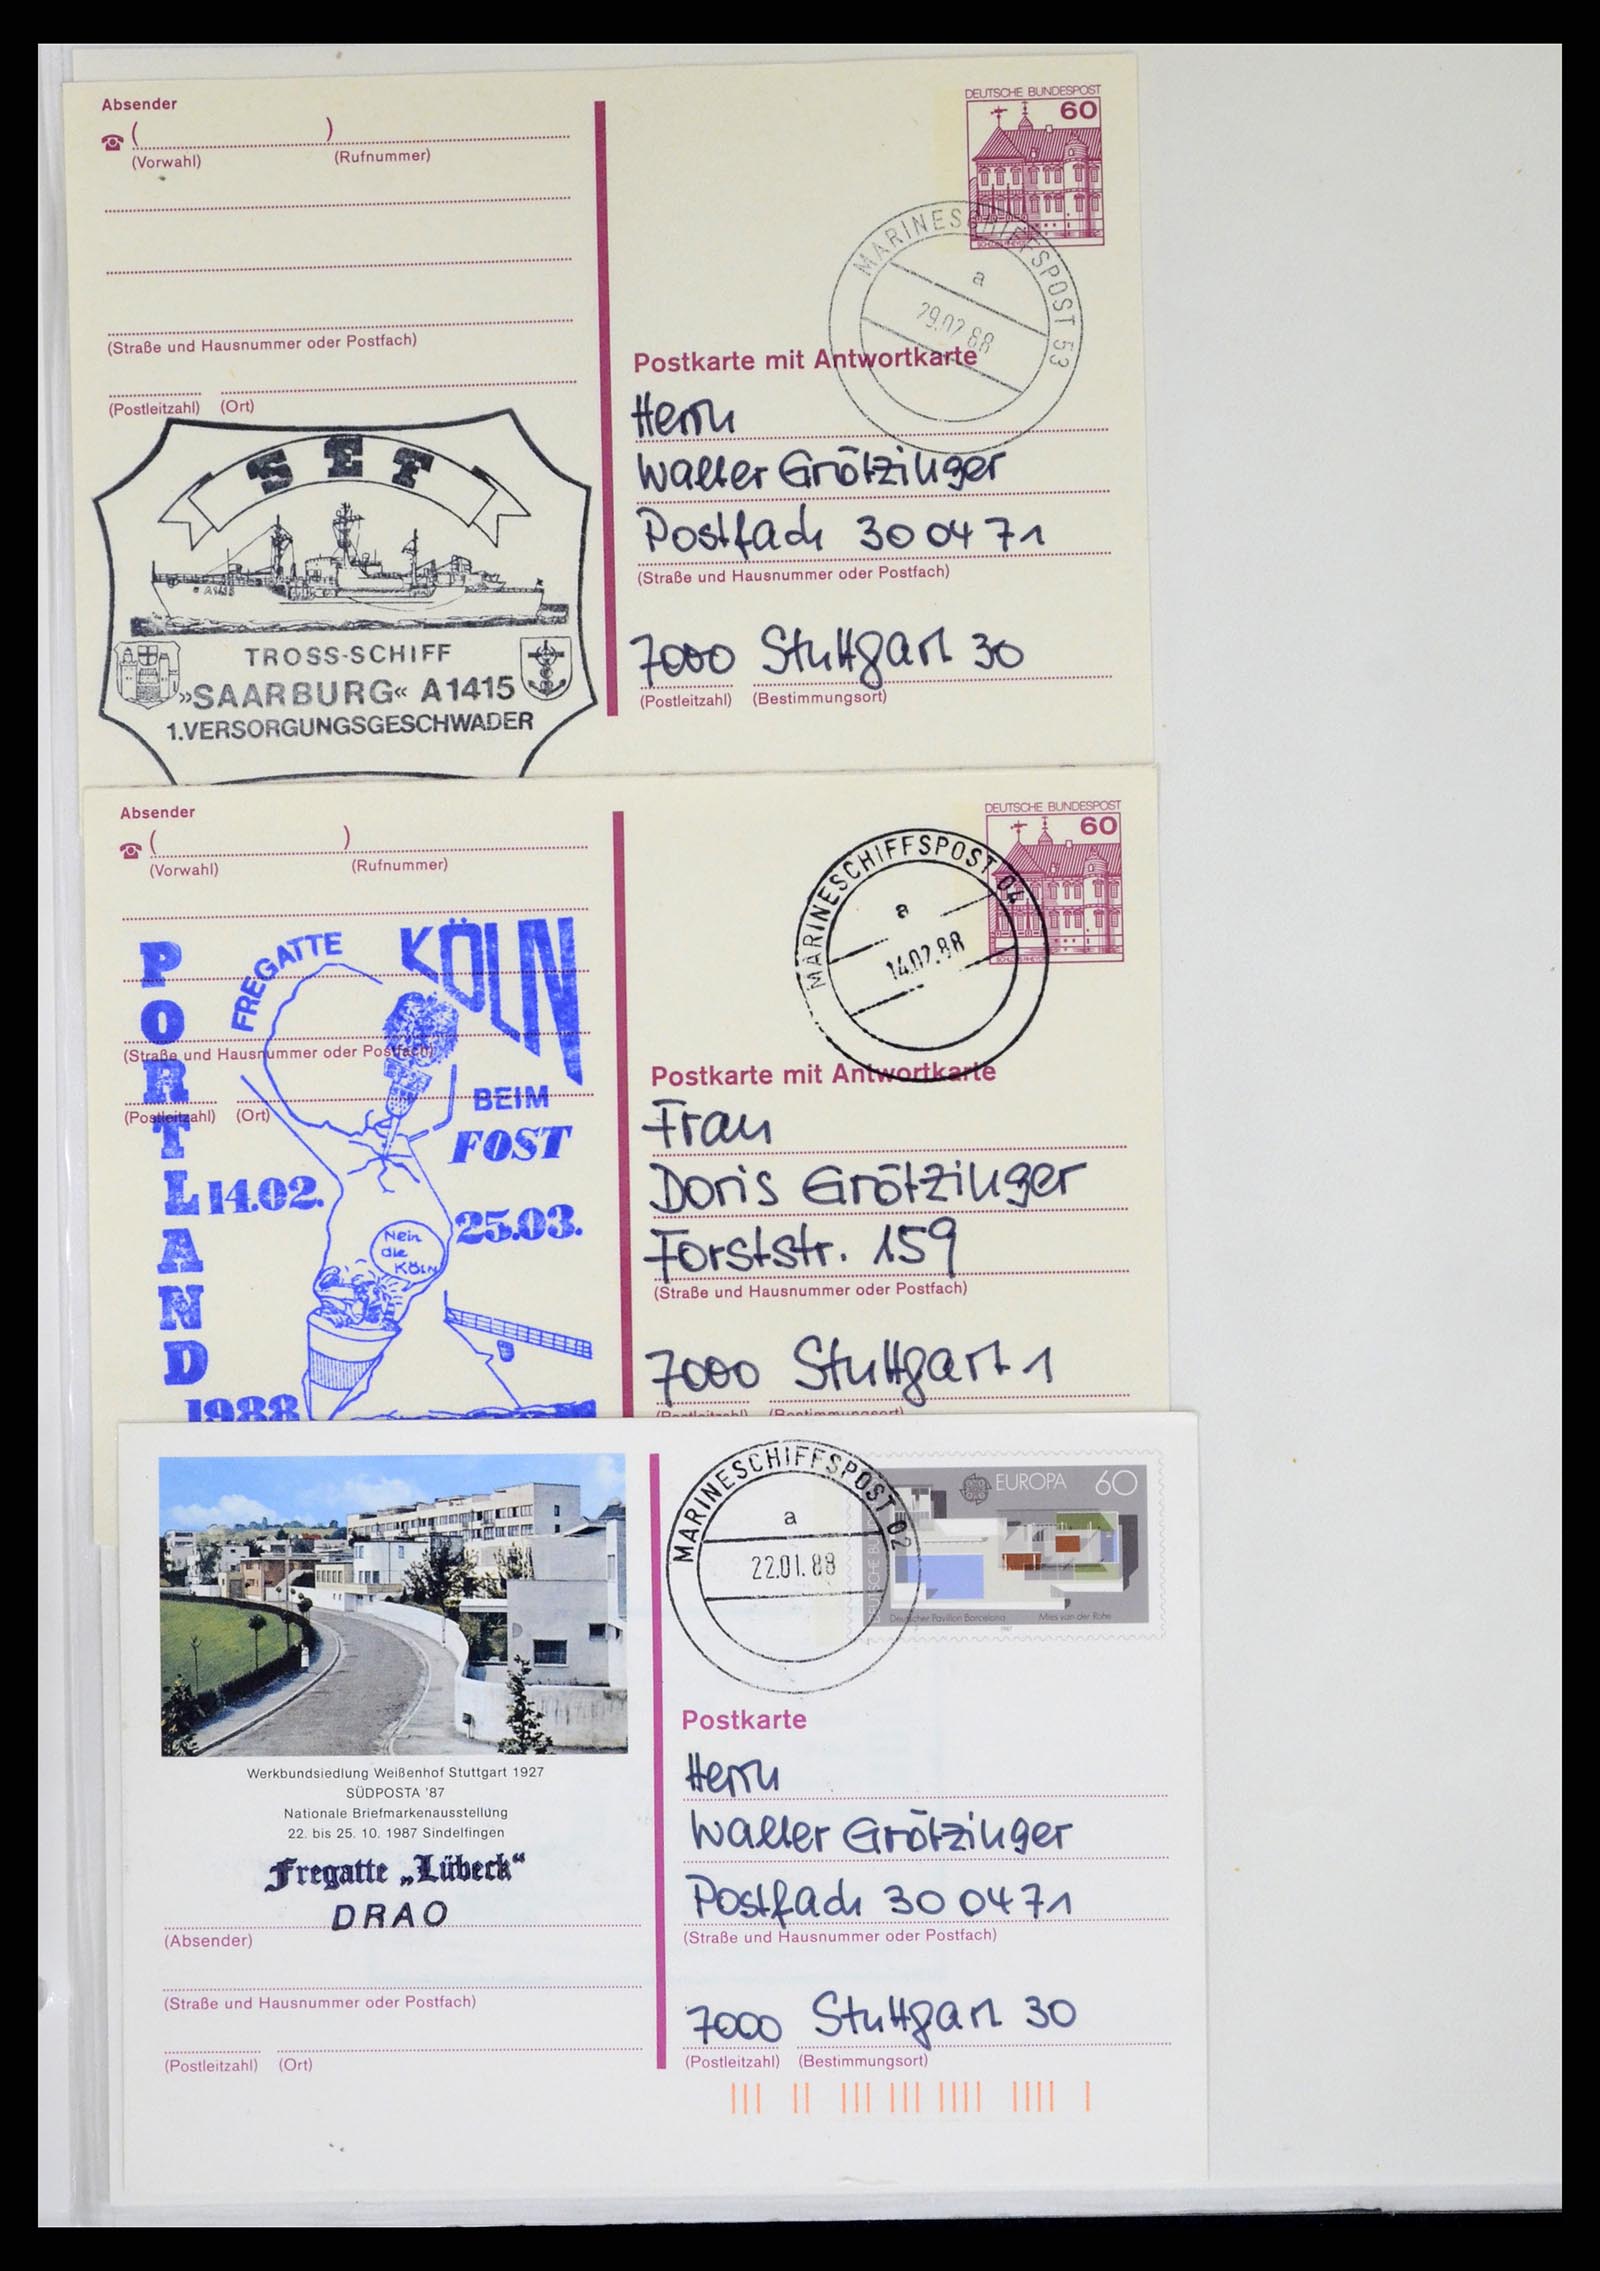 Absender
DEUTSCHE BUNDESPOST
60
( )
(Vorwahl) (Rufnummer)
MARINESCHIFFSPOST 53
a
29.02.88
(Straße und Hausnummer oder Postfach)
(Postleitzahl) (Ort)
Postkarte mit Antwortkarte
Herrn
Walter Grötzinger
Postfach 30 04 71
(Straße und Hausnummer oder Postfach)
7000 Stuttgart 30
(Postleitzahl) (Bestimmungsort)
SEF
TROSS-SCHIFF
»SAARBURG« A1415
1.VERSORGUNGSGESCHWADER
Absender
DEUTSCHE BUNDESPOST
60
( )
(Vorwahl) (Rufnummer)
MARINESCHIFFSPOST 04
a
14.02.88
PORTLAND
1988
FREGATTE
KÖLN
BEIM
FOST
14.02.
25.03.
Nein
die
KÖLN
(Straße und Hausnummer oder Postfach)
(Postleitzahl) (Ort)
Postkarte mit Antwortkarte
Frau
Doris Grötzinger
Forststr. 159
(Straße und Hausnummer oder Postfach)
7000 Stuttgart 1
(Postleitzahl) (Bestimmungsort)
MARINESCHIFFSPOST 02
a
22.01.88
EUROPA 60
Deutscher Pavillon Barcelona Mies van der Rohe
Postkarte
Werkbundsiedlung Weißenhof Stuttgart 1927
SÜDPOSTA '87
Nationale Briefmarkenausstellung
22. bis 25. 10. 1987 Sindelfingen
Fregatte „Lübeck“
DRAO
(Absender)
(Straße und Hausnummer oder Postfach)
(Postleitzahl) (Ort)
Herrn
Walter Grötzinger
Postfach 30 04 71
(Straße und Hausnummer oder Postfach)
7000 Stuttgart 30
(Postleitzahl) (Bestimmungsort)